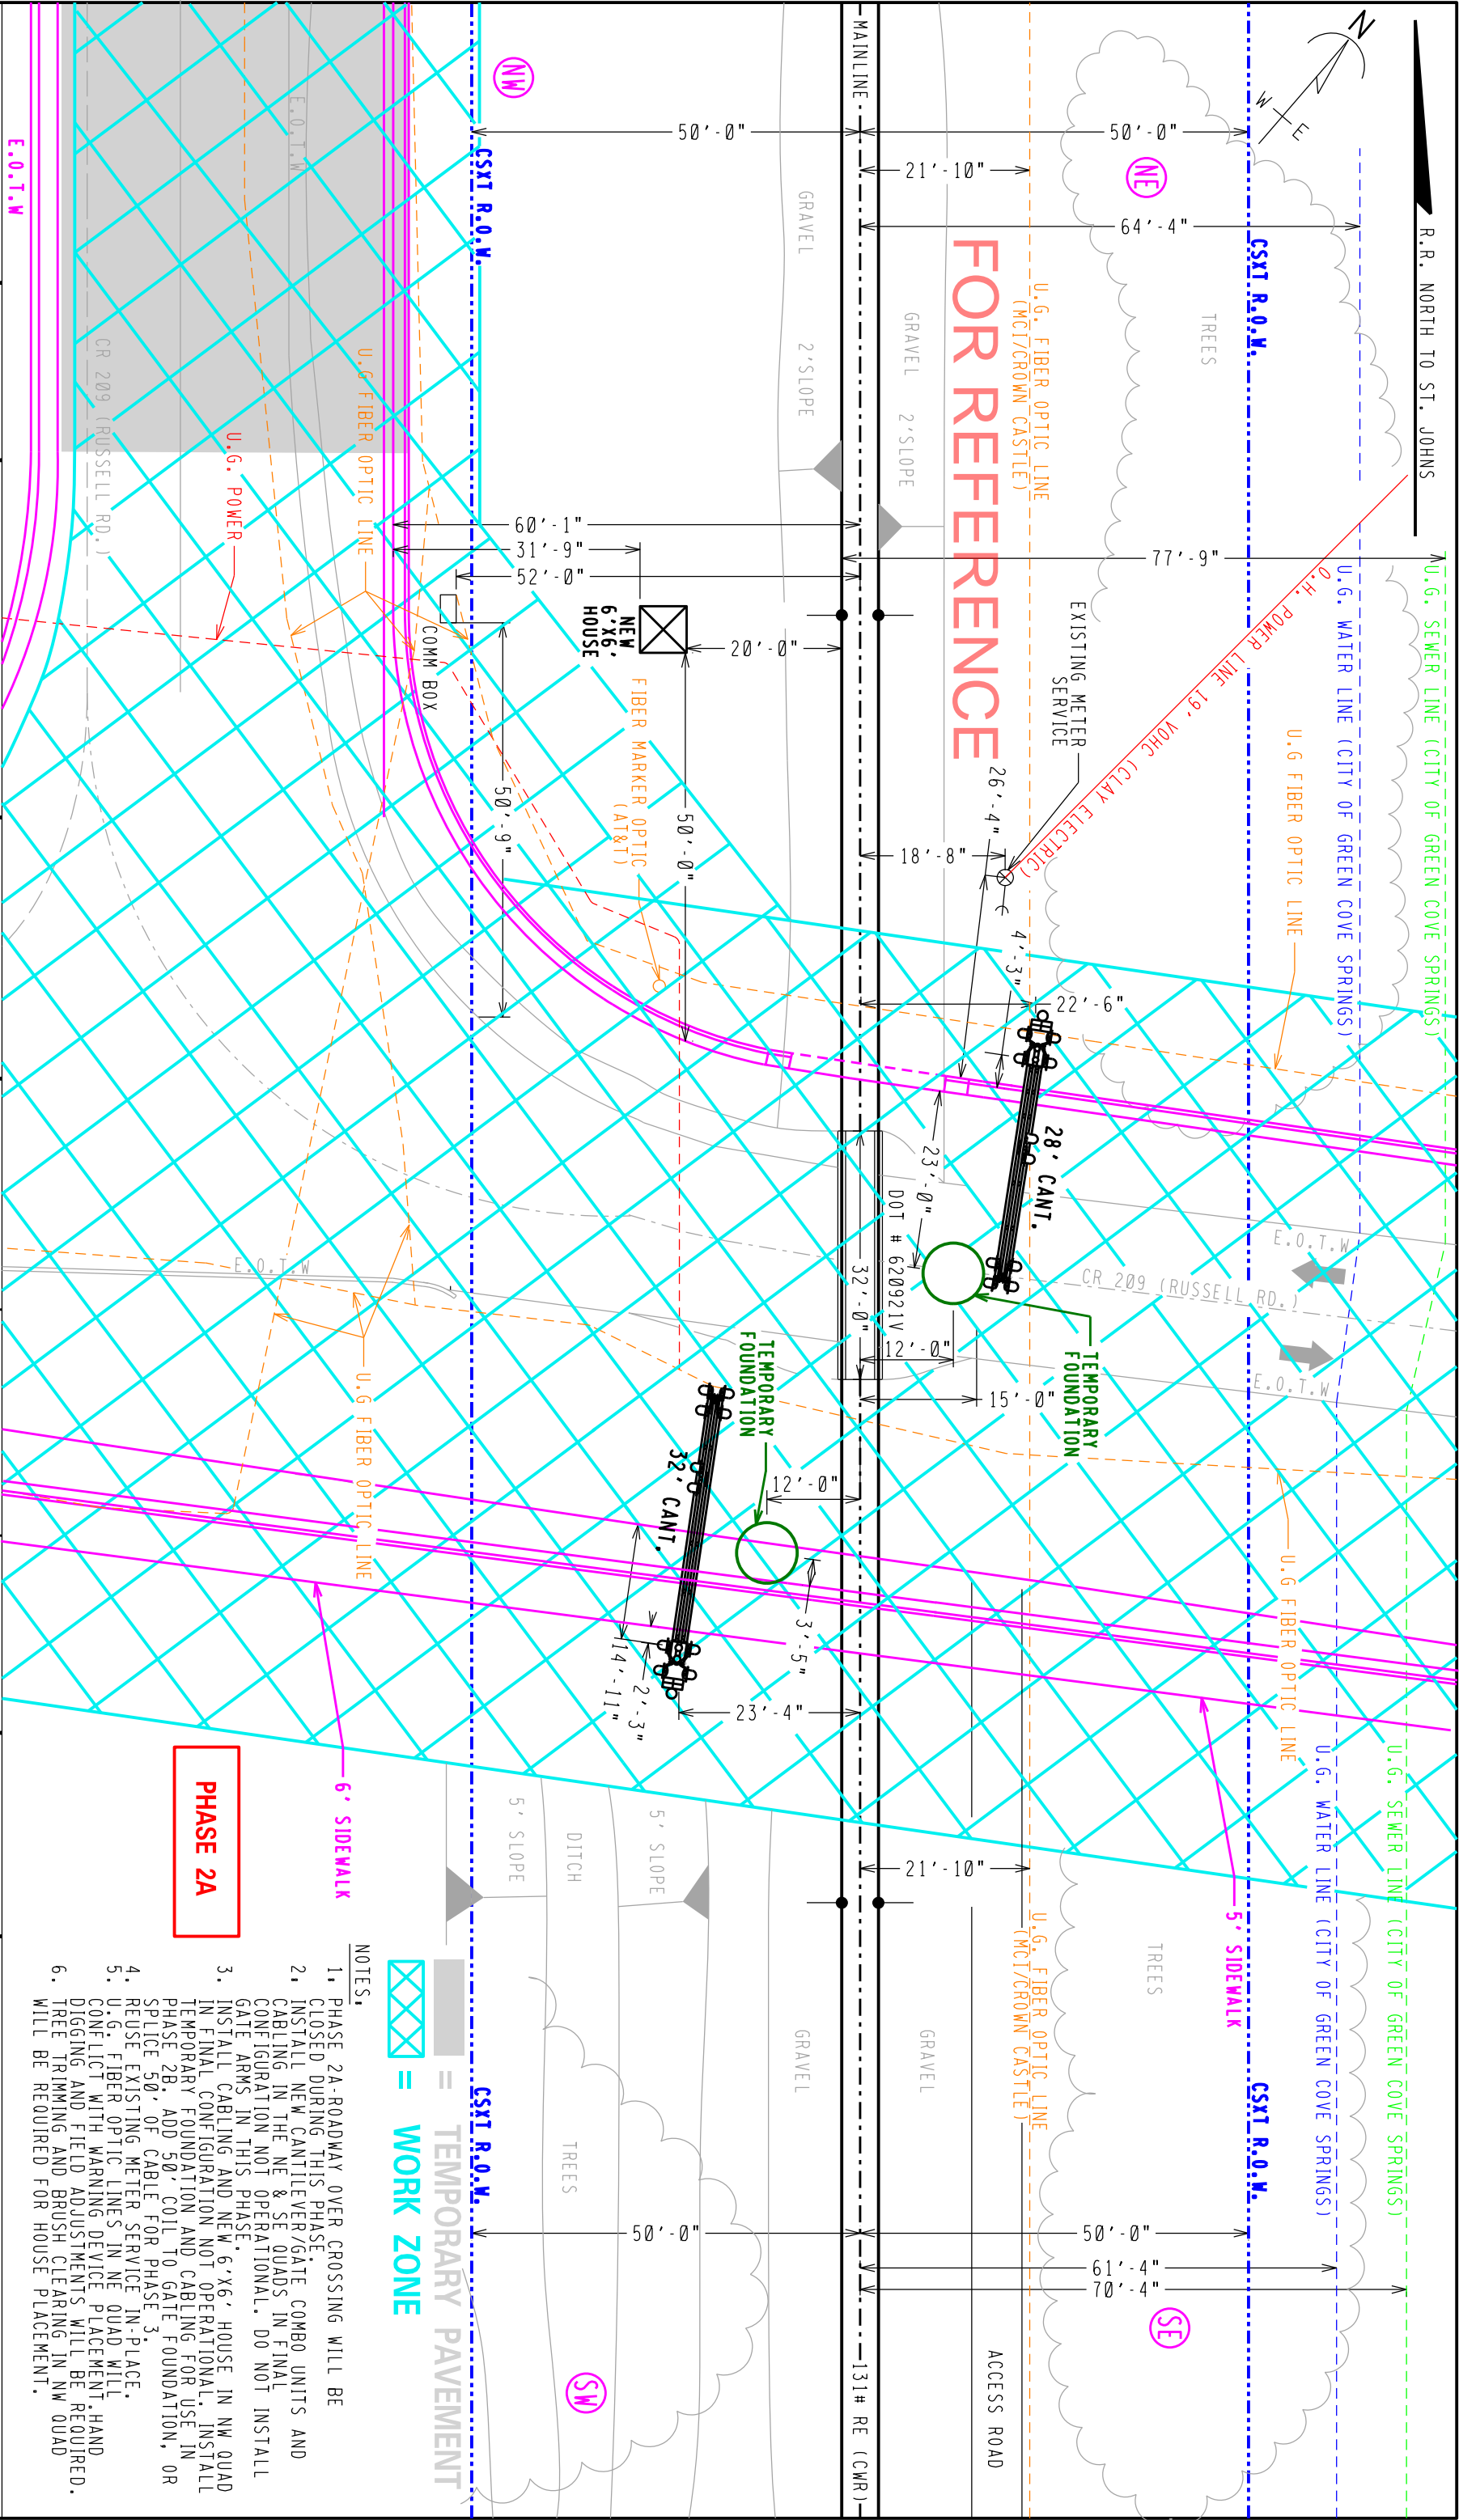 R.R. NORTH TO ST. JOHNS
N
W
E
U.G. SEWER LINE (CITY OF GREEN COVE SPRINGS)
U.G. SEWER LINE (CITY OF GREEN COVE SPRINGS)
U.G. WATER LINE (CITY OF GREEN COVE SPRINGS)
U.G. WATER LINE (CITY OF GREEN COVE SPRINGS)
O.H. POWER LINE 19' VOHC (CLAY ELECTRIC)
U.G FIBER OPTIC LINE
U.G FIBER OPTIC LINE
CSXT R.O.W.
CSXT R.O.W.
5' SIDEWALK
TREES
TREES
NE
SE
E.O.T.W
E.O.T.W
CR 209 (RUSSELL RD.)
50'-0"
21'-10"
64'-4"
77'-9"
EXISTING METER
SERVICE
U.G. FIBER OPTIC LINE
(MCI/CROWN CASTLE)
U.G. FIBER OPTIC LINE
(MCI/CROWN CASTLE)
FOR REFERENCE
26'-4"
18'-8"
4'-3"
22'-6"
28' CANT.
TEMPORARY
FOUNDATION
23'-0"
12'-0"
15'-0"
21'-10"
50'-0"
61'-4"
70'-4"
ACCESS ROAD
GRAVEL
2'SLOPE
GRAVEL
DOT # 620921V
MAINLINE
32'-0"
131# RE (CWR)
GRAVEL
2'SLOPE
GRAVEL
50'-0"
60'-1"
31'-9"
52'-0"
20'-0"
NEW
6'X6'
HOUSE
50'-0"
50'-9"
FIBER MARKER OPTIC
(AT&T)
TEMPORARY
FOUNDATION
12'-0"
3'-5"
32' CANT.
14'-11"
2'-3"
23'-4"
5' SLOPE
DITCH
5' SLOPE
TREES
50'-0"
SW
NW
CSXT R.O.W.
CSXT R.O.W.
COMM BOX
U.G FIBER OPTIC LINE
U.G FIBER OPTIC LINE
E.O.T.W
E.O.T.W
U.G. POWER
CR 209 (RUSSELL RD.)
E.O.T.W
6' SIDEWALK
PHASE 2A
= TEMPORARY PAVEMENT
= WORK ZONE
NOTES:
1. PHASE 2A-ROADWAY OVER CROSSING WILL BE
CLOSED DURING THIS PHASE.
2. INSTALL NEW CANTILEVER/GATE COMBO UNITS AND
CABLING IN THE NE & SE QUADS IN FINAL
CONFIGURATION NOT OPERATIONAL. DO NOT INSTALL
GATE ARMS IN THIS PHASE.
3. INSTALL CABLING AND NEW 6'X6' HOUSE IN NW QUAD
IN FINAL CONFIGURATION NOT OPERATIONAL. INSTALL
TEMPORARY FOUNDATION AND CABLING FOR USE IN
PHASE 2B. ADD 50' COIL TO GATE FOUNDATION, OR
SPLICE 50' OF CABLE FOR PHASE 3.
4. REUSE EXISTING METER SERVICE IN-PLACE.
5. U.G. FIBER OPTIC LINES IN NE QUAD WILL
CONFLICT WITH WARNING DEVICE PLACEMENT.HAND
DIGGING AND FIELD ADJUSTMENTS WILL BE REQUIRED.
6. TREE TRIMMING AND BRUSH CLEARING IN NW QUAD
WILL BE REQUIRED FOR HOUSE PLACEMENT.